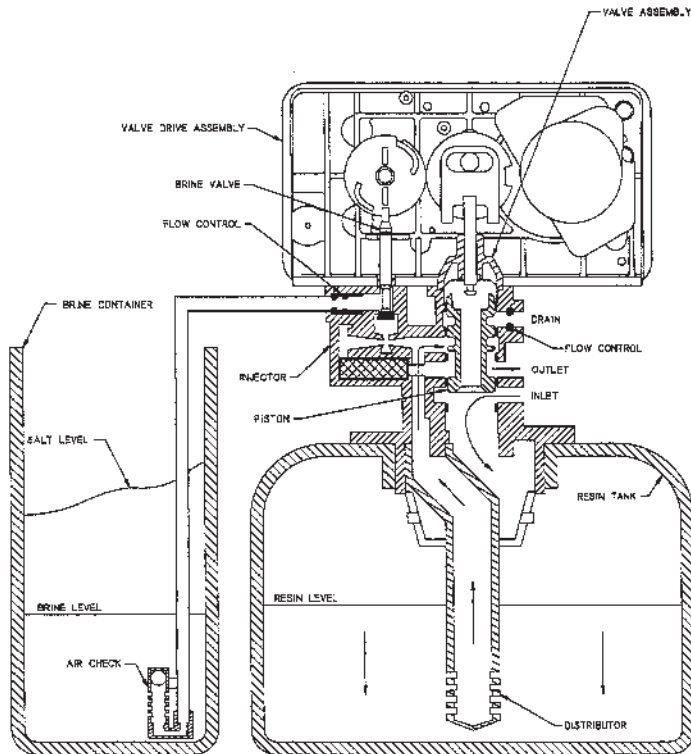 VALVE ASSEMBLY
VALVE DRIVE ASSEMBLY
BRINE VALVE
FLOW CONTROL
BRINE CONTAINER
DRAIN
FLOW CONTROL
INJECTOR
OUTLET
PISTON
INLET
SALT LEVEL
RESIN TANK
BRINE LEVEL
RESIN LEVEL
AIR CHECK
DISTRIBUTOR